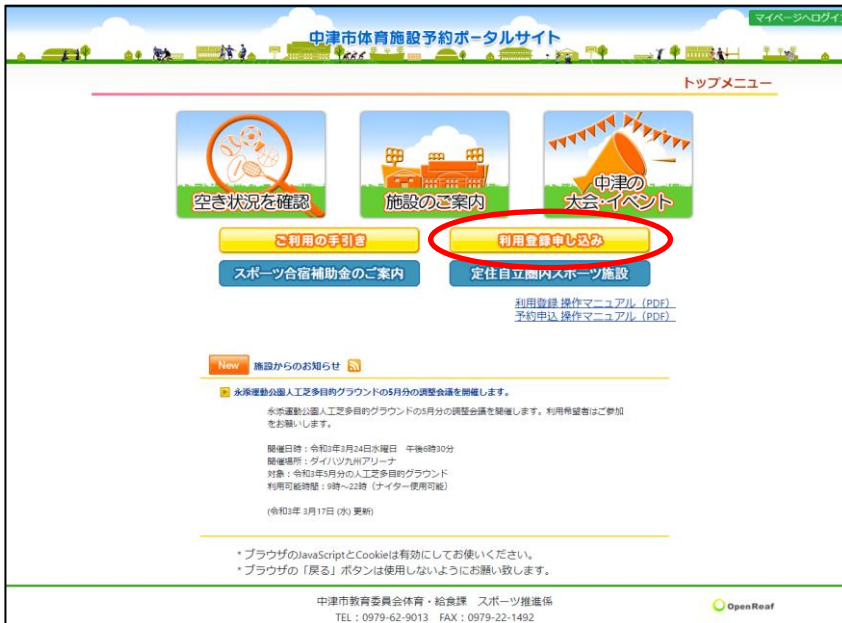 マイページへログイン
中津市体育施設予約ポータルサイト
トップメニュー
空き状況を確認
施設のご案内
中津の
大会・イベント
ご利用の手引き
利用登録申し込み
スポーツ合宿補助金のご案内
定住自立圏内スポーツ施設
利用登録 操作マニュアル（PDF）
予約申込 操作マニュアル（PDF）
New 施設からのお知らせ
永添運動公園人工芝多目的グラウンドの5月分の調整会議を開催します。
永添運動公園人工芝多目的グラウンドの5月分の調整会議を開催します。利用希望者はご参加
をお願いします。
開催日時：令和3年3月24日水曜日　午後6時30分
開催場所：ダイハツ九州アリーナ
対象：令和3年5月分の人工芝多目的グラウンド
利用可能時間：9時～22時（ナイター使用可能）
(令和3年 3月17日 (水) 更新)
* ブラウザのJavaScriptとCookieは有効にしてお使いください。
* ブラウザの「戻る」ボタンは使用しないようにお願い致します。
中津市教育委員会体育・給食課　スポーツ推進係
TEL：0979-62-9013　FAX：0979-22-1492
OpenReaf